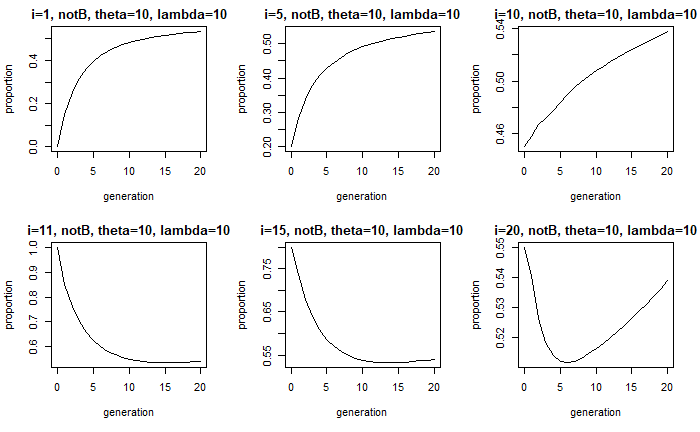 i=1, notB, theta=10, lambda=10
proportion
0.0 0.2 0.4
0 5 10 15 20
generation
i=5, notB, theta=10, lambda=10
proportion
0.20 0.30 0.40 0.50
0 5 10 15 20
generation
i=10, notB, theta=10, lambda=10
proportion
0.46 0.50 0.54
0 5 10 15 20
generation
i=11, notB, theta=10, lambda=10
proportion
0.6 0.7 0.8 0.9 1.0
0 5 10 15 20
generation
i=15, notB, theta=10, lambda=10
proportion
0.55 0.65 0.75
0 5 10 15 20
generation
i=20, notB, theta=10, lambda=10
proportion
0.52 0.53 0.54 0.55
0 5 10 15 20
generation